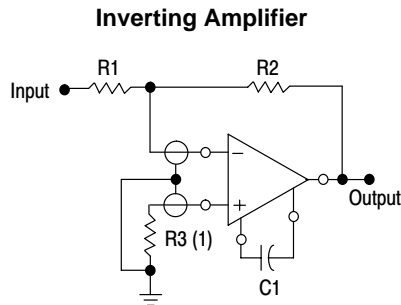 Inverting Amplifier
R1
R2
Input
−
+
Output
R3 (1)
C1